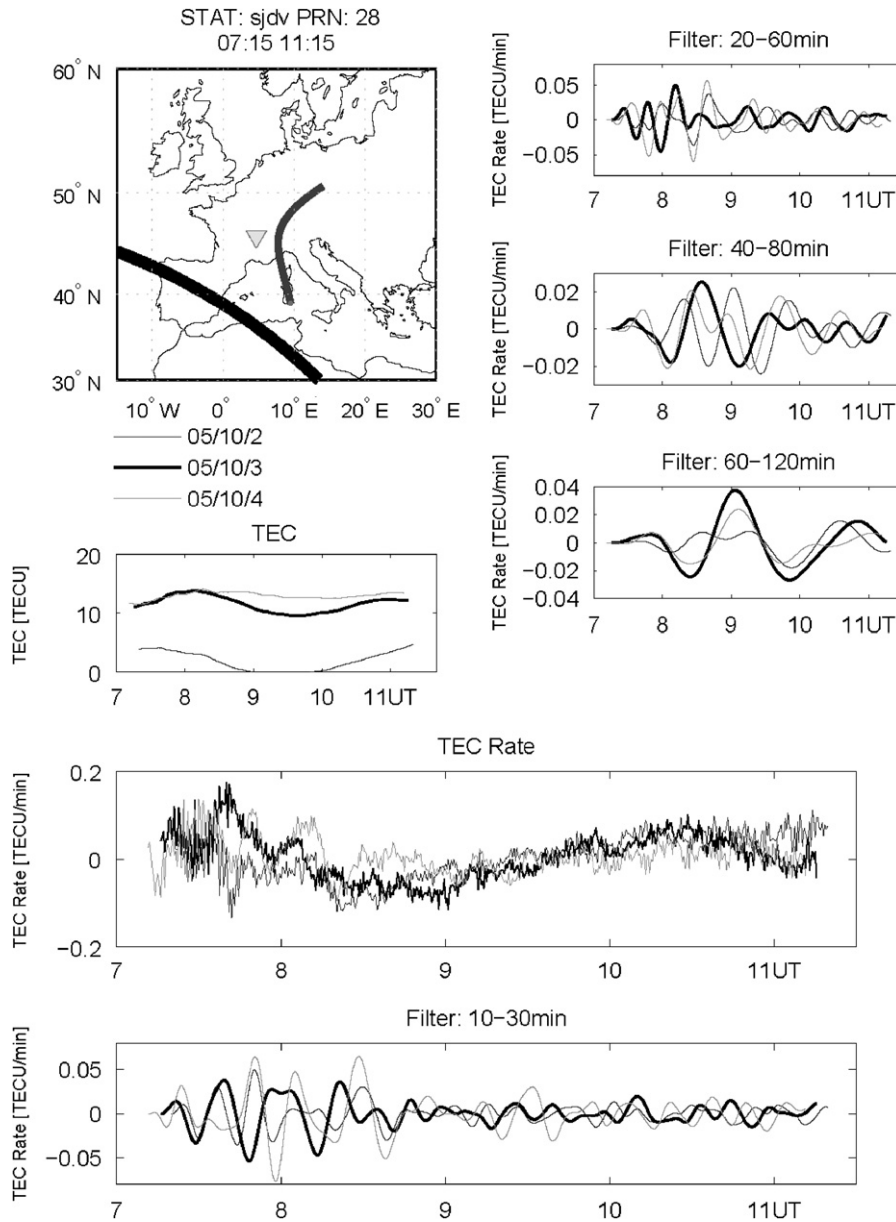 STAT: sjdv PRN: 28
07:15 11:15
60° N
50° N
40° N
30° N
10° W 0° 10° E 20° E 30° E
05/10/2
05/10/3
05/10/4
TEC
TEC [TECU]
20
10
0
7 8 9 10 11UT
Filter: 20−60min
TEC Rate [TECU/min]
0.05
0
−0.05
7 8 9 10 11UT
Filter: 40−80min
TEC Rate [TECU/min]
0.02
0
−0.02
7 8 9 10 11UT
Filter: 60−120min
TEC Rate [TECU/min]
0.04
0.02
0
−0.02
−0.04
7 8 9 10 11UT
TEC Rate
TEC Rate [TECU/min]
0.2
0
−0.2
7 8 9 10 11UT
Filter: 10−30min
TEC Rate [TECU/min]
0.05
0
−0.05
7 8 9 10 11UT